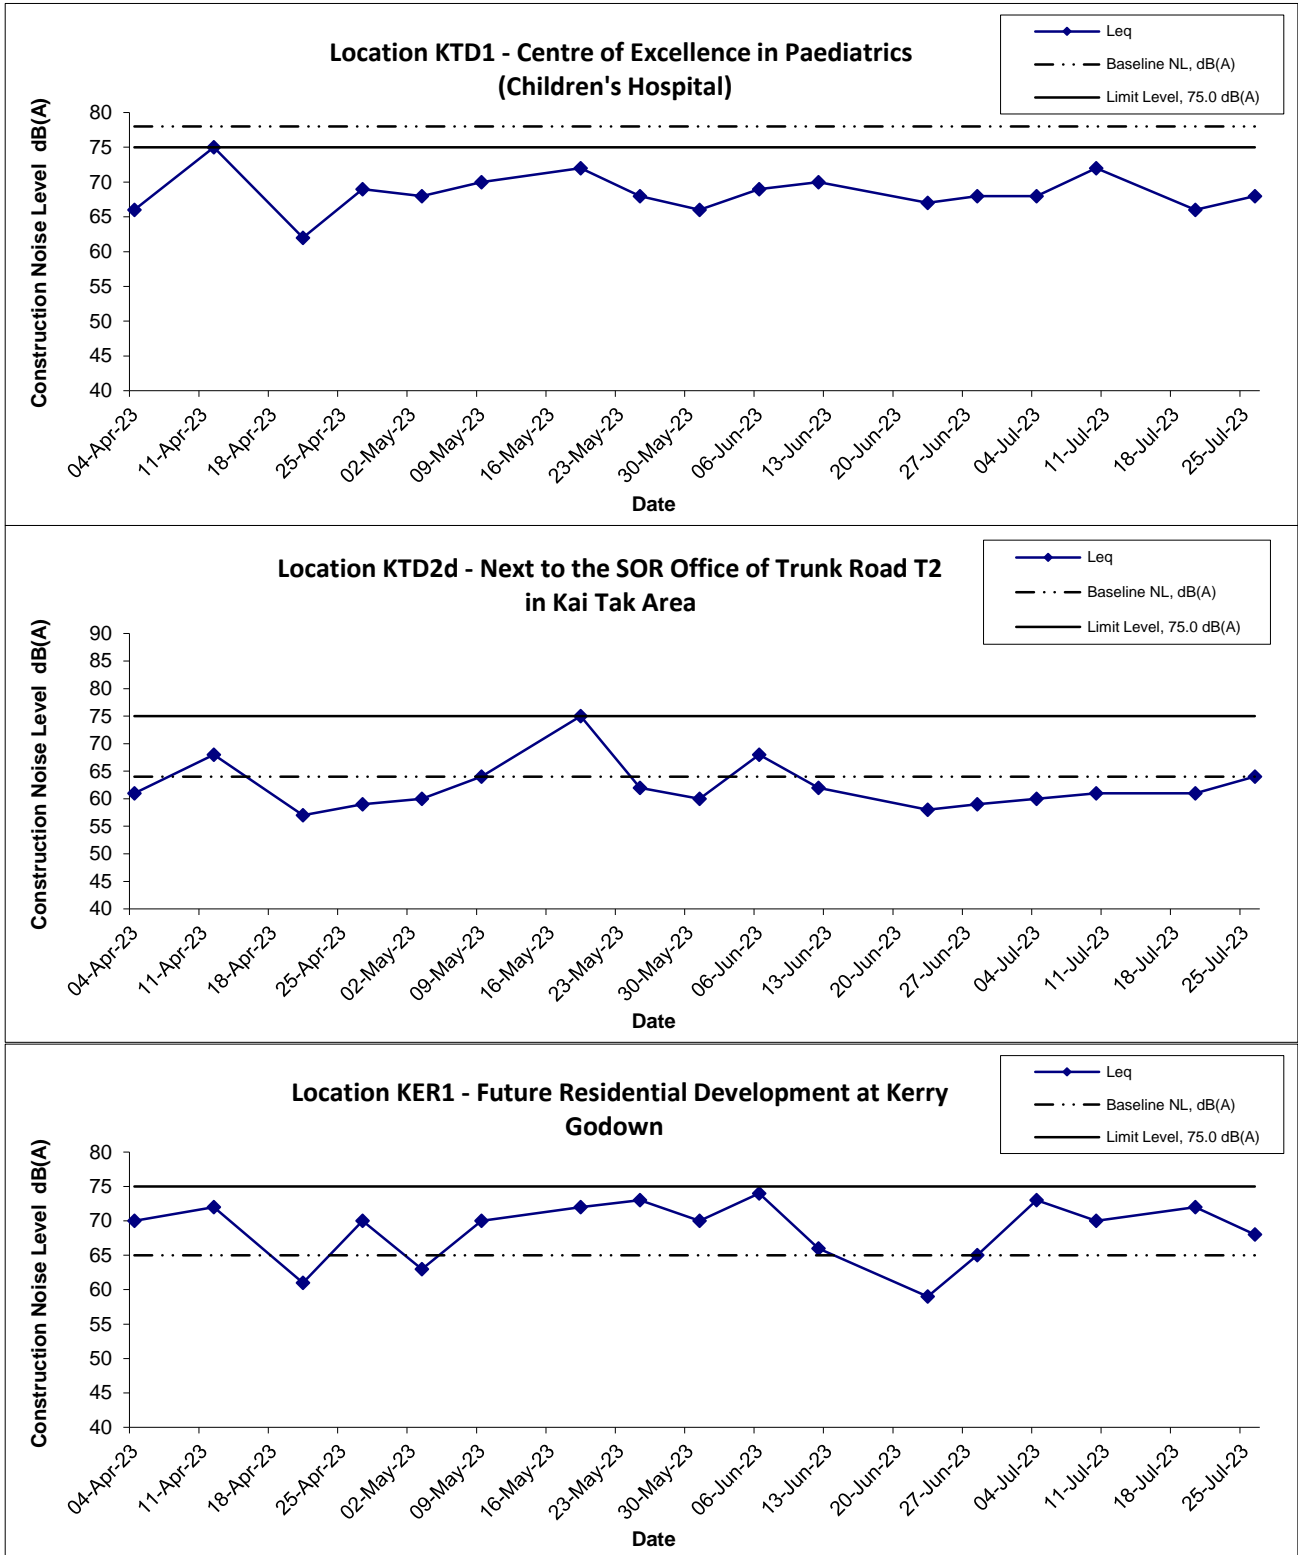 Location KTD1 - Centre of Excellence in Paediatrics
(Children's Hospital)
Leq
Baseline NL, dB(A)
Limit Level, 75.0 dB(A)
Construction Noise Level  dB(A)
80
75
70
65
60
55
50
45
40
04-Apr-23
11-Apr-23
18-Apr-23
25-Apr-23
02-May-23
09-May-23
16-May-23
23-May-23
30-May-23
06-Jun-23
13-Jun-23
20-Jun-23
27-Jun-23
04-Jul-23
11-Jul-23
18-Jul-23
25-Jul-23
Date
Location KTD2d - Next to the SOR Office of Trunk Road T2
in Kai Tak Area
Leq
Baseline NL, dB(A)
Limit Level, 75.0 dB(A)
Construction Noise Level  dB(A)
90
85
80
75
70
65
60
55
50
45
40
04-Apr-23
11-Apr-23
18-Apr-23
25-Apr-23
02-May-23
09-May-23
16-May-23
23-May-23
30-May-23
06-Jun-23
13-Jun-23
20-Jun-23
27-Jun-23
04-Jul-23
11-Jul-23
18-Jul-23
25-Jul-23
Date
Location KER1 - Future Residential Development at Kerry
Godown
Leq
Baseline NL, dB(A)
Limit Level, 75.0 dB(A)
Construction Noise Level  dB(A)
80
75
70
65
60
55
50
45
40
04-Apr-23
11-Apr-23
18-Apr-23
25-Apr-23
02-May-23
09-May-23
16-May-23
23-May-23
30-May-23
06-Jun-23
13-Jun-23
20-Jun-23
27-Jun-23
04-Jul-23
11-Jul-23
18-Jul-23
25-Jul-23
Date